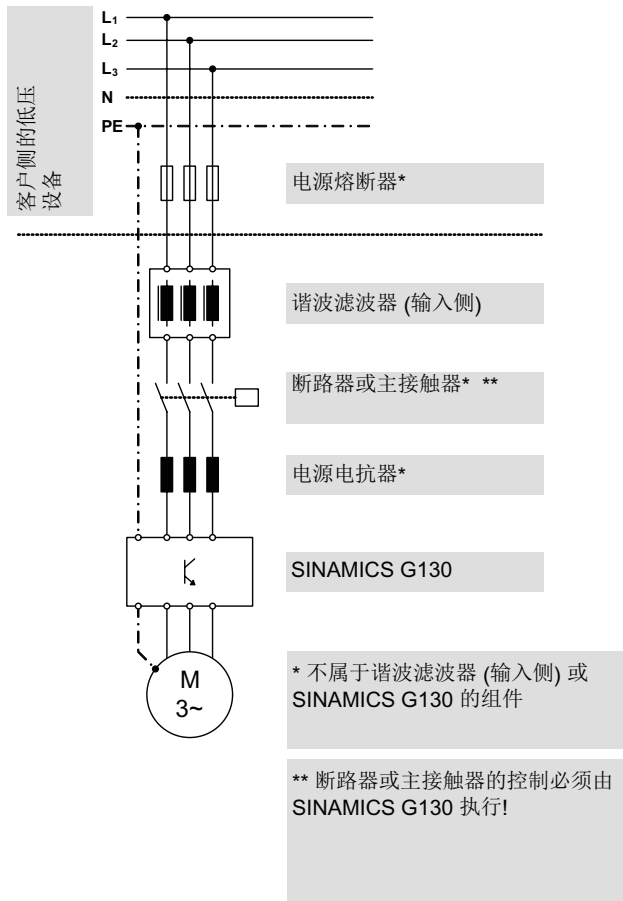 L₁
L₂
L₃
N
PE
客户侧的低压
设备
电源熔断器*
谐波滤波器 (输入侧)
断路器或主接触器* **
电源电抗器*
SINAMICS G130
M
3~
* 不属于谐波滤波器 (输入侧) 或
SINAMICS G130 的组件
** 断路器或主接触器的控制必须由
SINAMICS G130 执行!